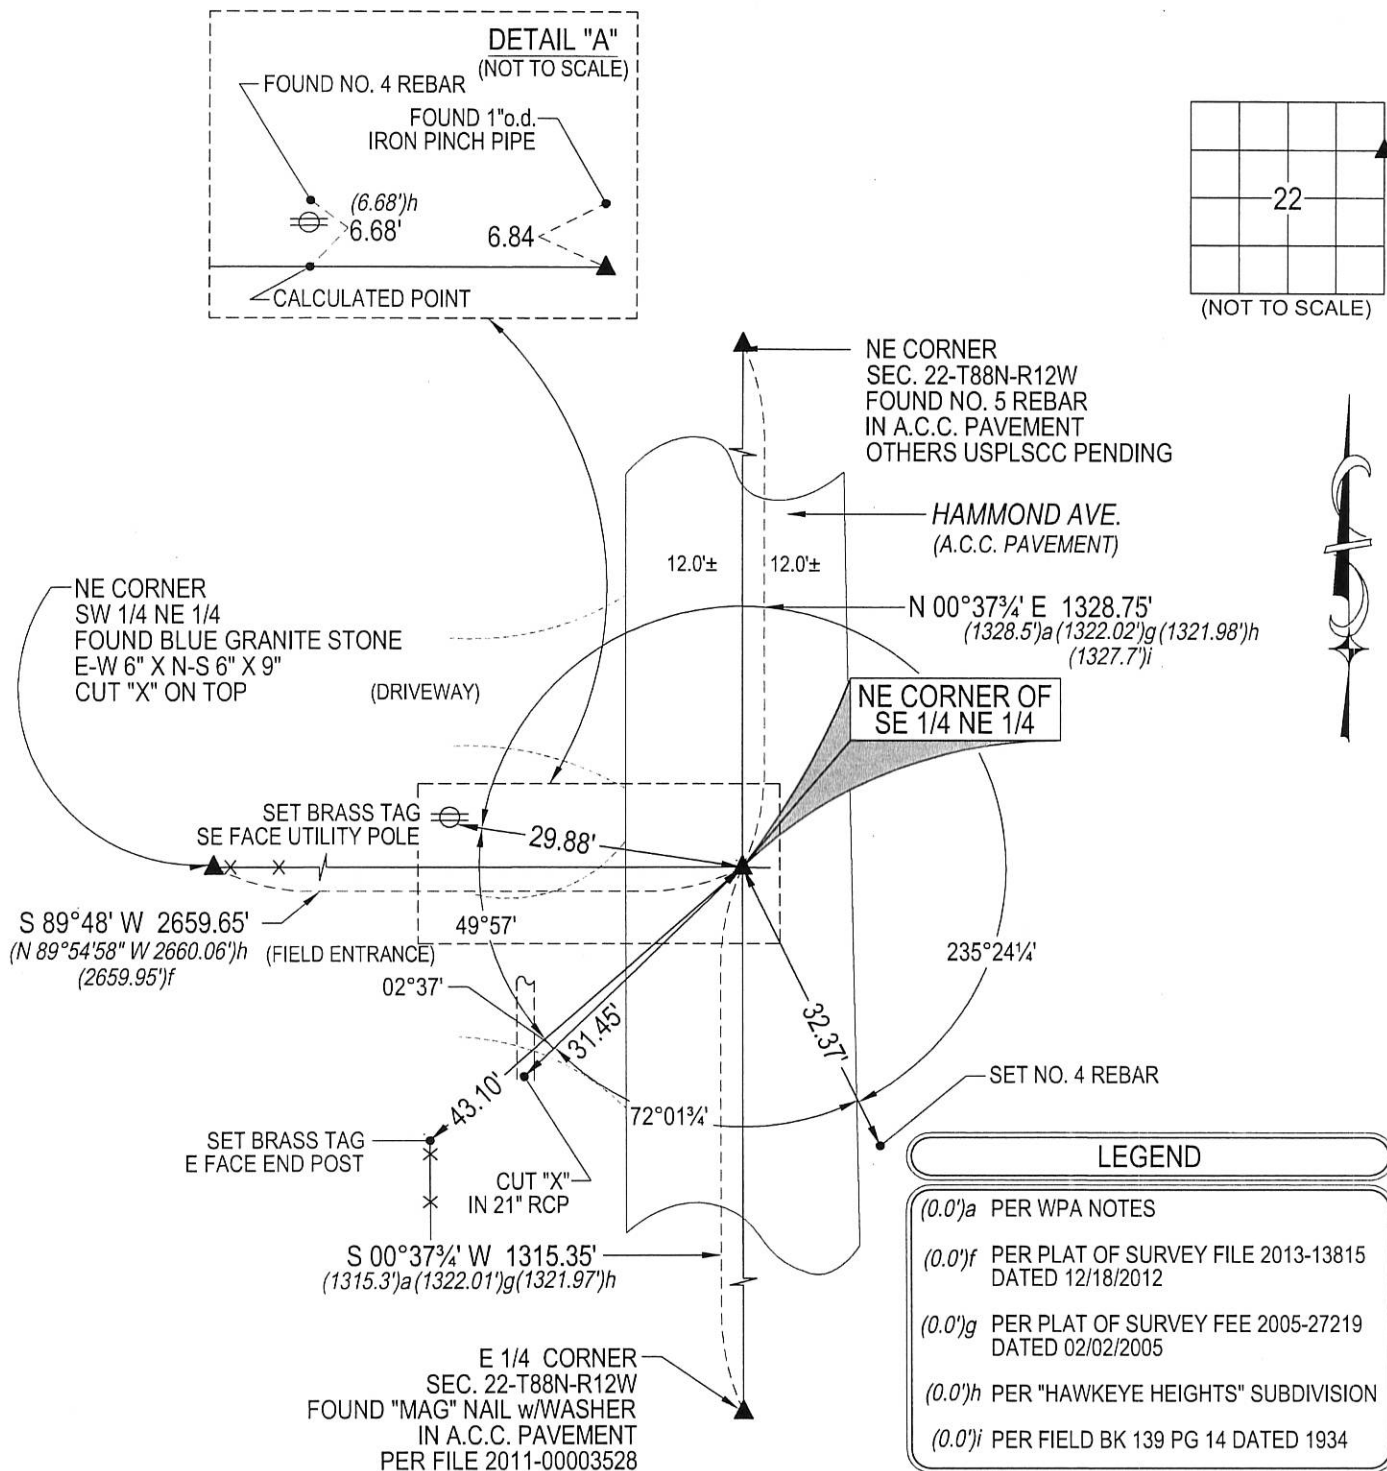 DETAIL "A"
(NOT TO SCALE)
FOUND NO. 4 REBAR
FOUND 1"o.d.
IRON PINCH PIPE
(6.68')h
6.68'
6.84
CALCULATED POINT
22
(NOT TO SCALE)
NE CORNER
SEC. 22-T88N-R12W
FOUND NO. 5 REBAR
IN A.C.C. PAVEMENT
OTHERS USPLSCC PENDING
HAMMOND AVE.
(A.C.C. PAVEMENT)
12.0'±
12.0'±
NE CORNER
SW 1/4 NE 1/4
FOUND BLUE GRANITE STONE
E-W 6" X N-S 6" X 9"
CUT "X" ON TOP
(DRIVEWAY)
N 00°37¾' E 1328.75'
(1328.5')a (1322.02')g (1321.98')h
(1327.7')i
NE CORNER OF
SE 1/4 NE 1/4
SET BRASS TAG
SE FACE UTILITY POLE
29.88'
S 89°48' W 2659.65'
(N 89°54'58" W 2660.06')h
(2659.95')f
(FIELD ENTRANCE)
49°57'
02°37'
235°24¼'
31.45'
32.37'
43.10'
72°01¾'
SET NO. 4 REBAR
SET BRASS TAG
E FACE END POST
CUT "X"
IN 21" RCP
S 00°37¾' W 1315.35'
(1315.3')a (1322.01')g(1321.97')h
E 1/4 CORNER
SEC. 22-T88N-R12W
FOUND "MAG" NAIL w/WASHER
IN A.C.C. PAVEMENT
PER FILE 2011-00003528
LEGEND
(0.0')a PER WPA NOTES
(0.0')f PER PLAT OF SURVEY FILE 2013-13815
DATED 12/18/2012
(0.0')g PER PLAT OF SURVEY FEE 2005-27219
DATED 02/02/2005
(0.0')h PER "HAWKEYE HEIGHTS" SUBDIVISION
(0.0')i PER FIELD BK 139 PG 14 DATED 1934